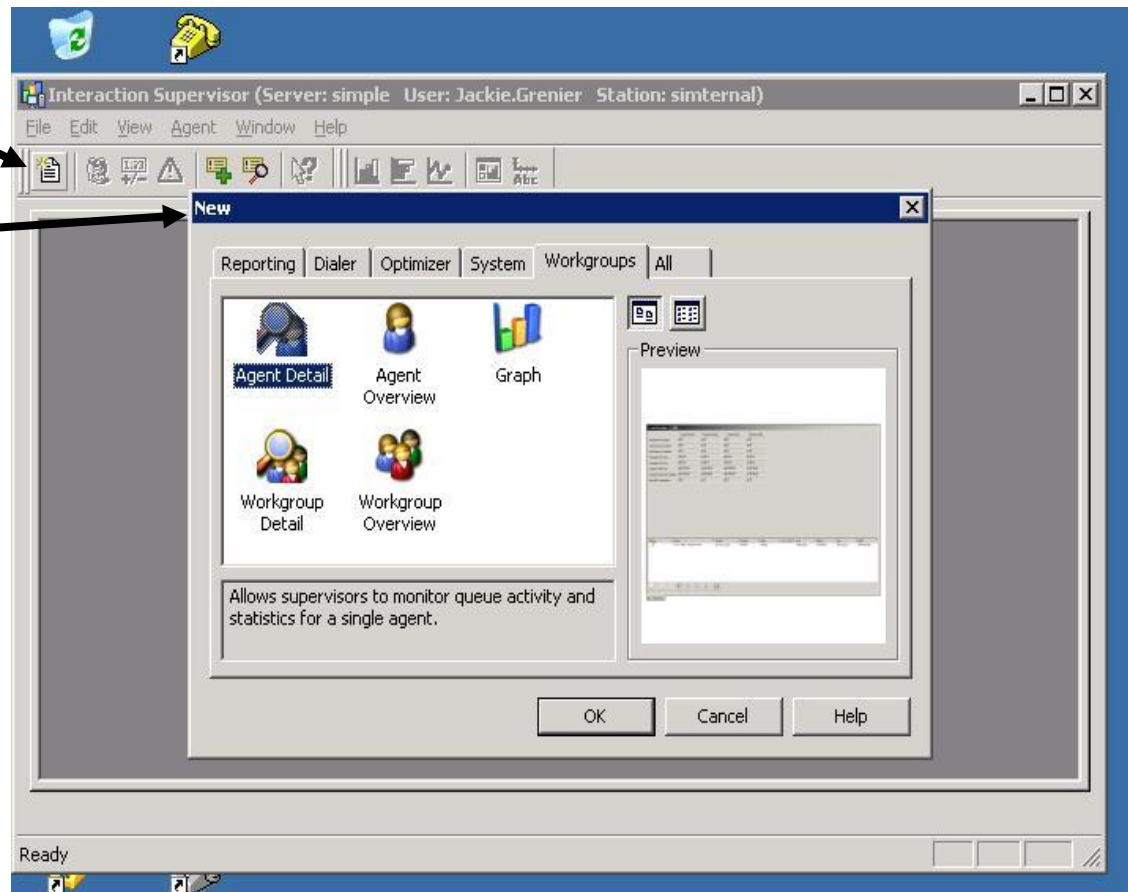 Interaction Supervisor (Server: simple User: Jackie.Grenier Station: simternal)
File Edit View Agent Window Help
New
Reporting Dialer Optimizer System Workgroups All
Agent Detail
Agent
Overview
Graph
Workgroup
Detail
Workgroup
Overview
Preview
Allows supervisors to monitor queue activity and
statistics for a single agent.
OK Cancel Help
Ready